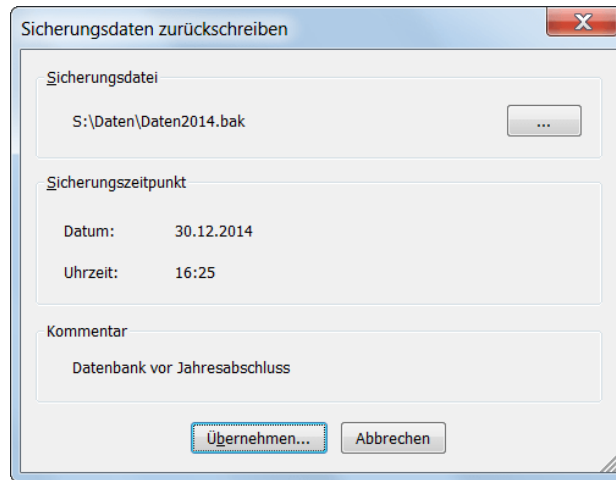 Sicherungsdaten zurückschreiben
Sicherungsdatei
S:\Daten\Daten2014.bak
...
Sicherungszeitpunkt
Datum: 30.12.2014
Uhrzeit: 16:25
Kommentar
Datenbank vor Jahresabschluss
Übernehmen... Abbrechen